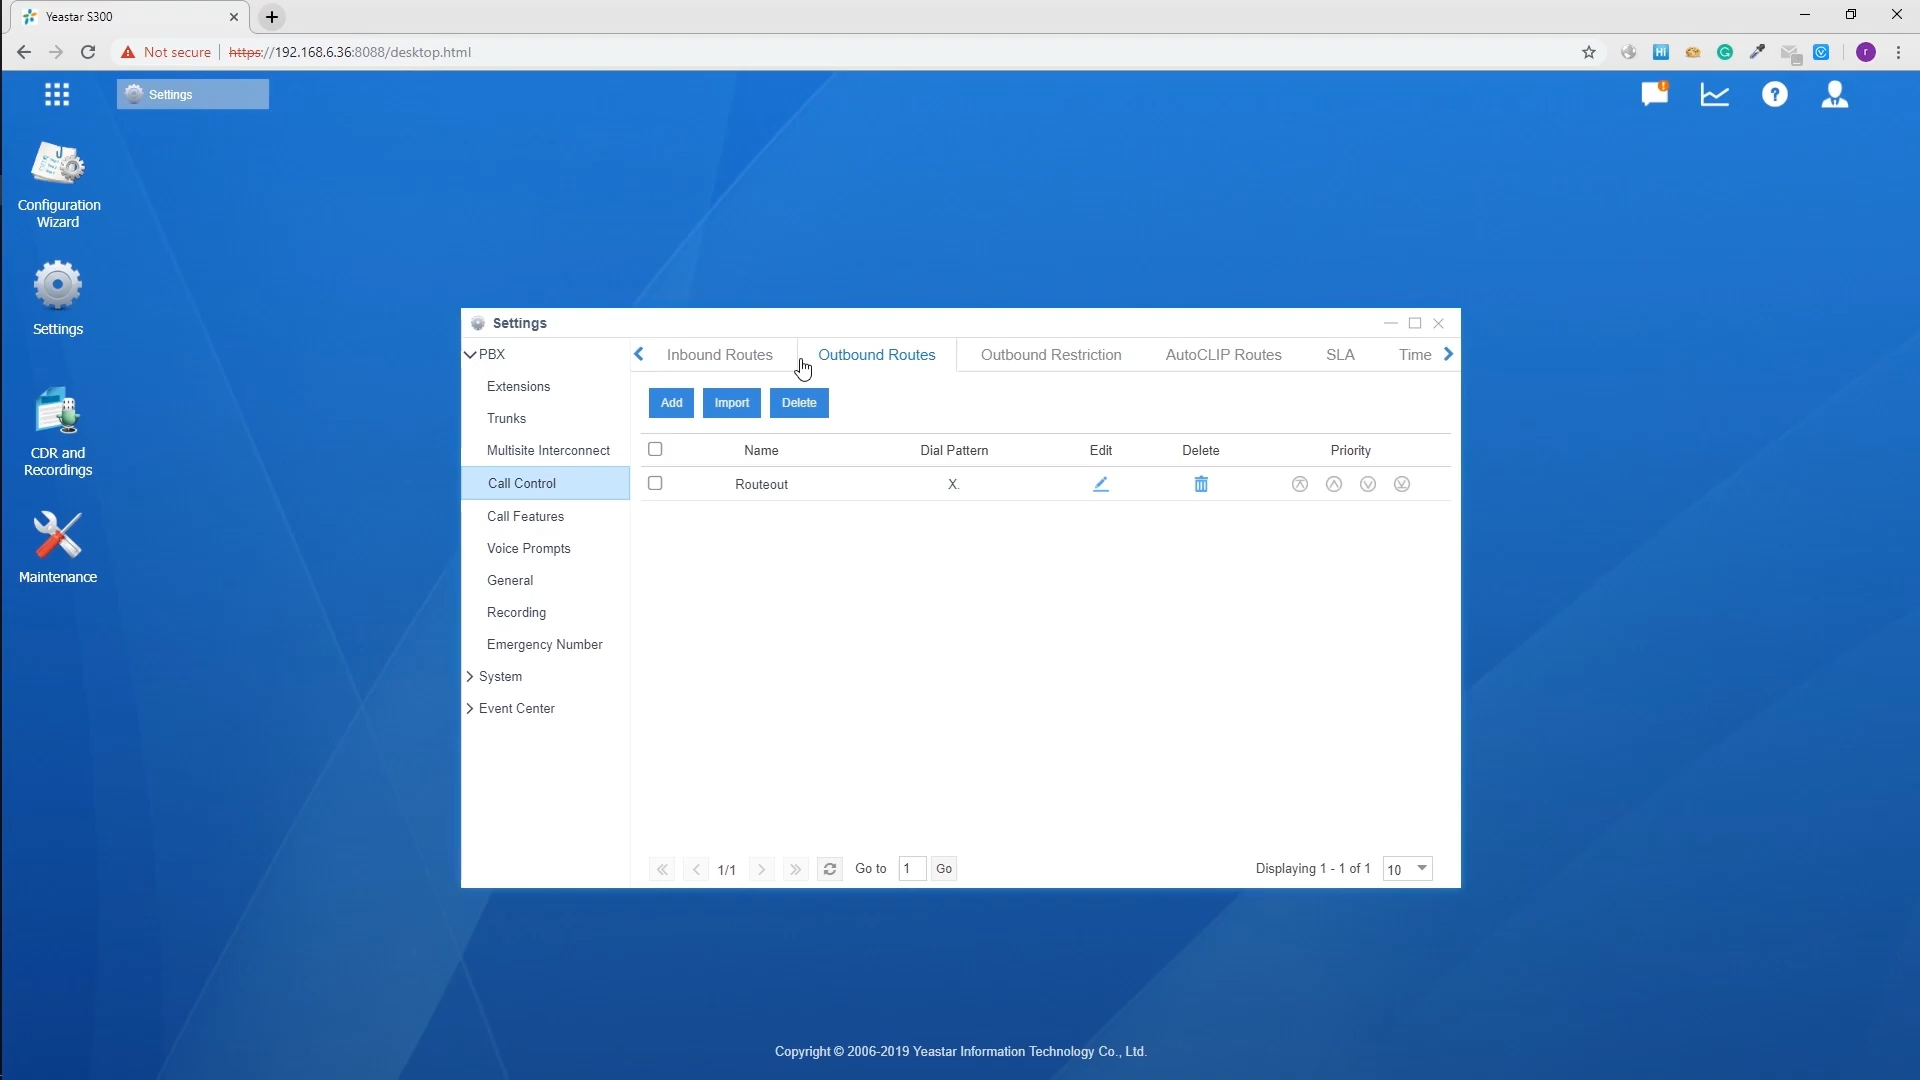 Yeastar S300
Not secure https://192.168.6.36:8088/desktop.html
Hi
r
Settings
!
?
Configuration
Wizard
Settings
CDR and
Recordings
Maintenance
Settings
PBX
Extensions
Trunks
Multisite Interconnect
Call Control
Call Features
Voice Prompts
General
Recording
Emergency Number
System
Event Center
Inbound Routes Outbound Routes Outbound Restriction AutoCLIP Routes SLA Time
Add Import Delete
Name Dial Pattern Edit Delete Priority
Routeout X.
1/1 Go to 1 Go Displaying 1 - 1 of 1 10
Copyright © 2006-2019 Yeastar Information Technology Co., Ltd.